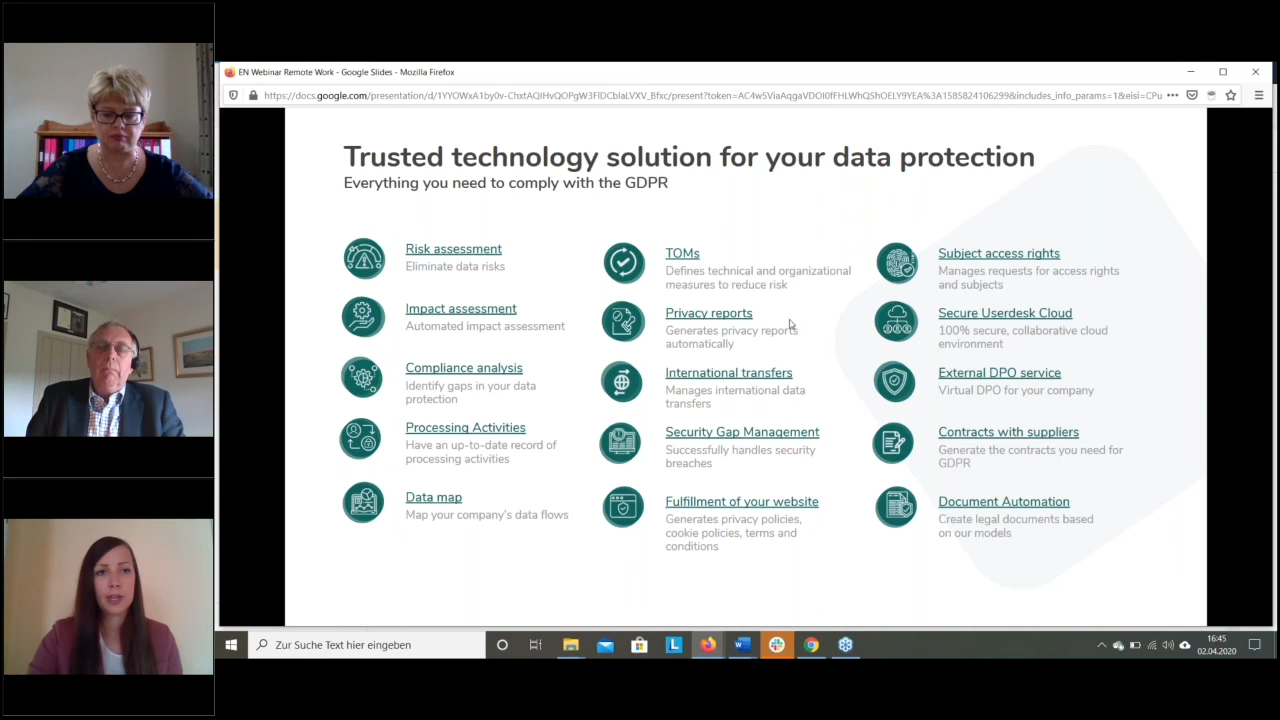 EN Webinar Remote Work - Google Slides - Mozilla Firefox
Trusted technology solution for your data protection
Everything you need to comply with the GDPR
Risk assessment
Eliminate data risks
Impact assessment
Automated impact assessment
Compliance analysis
Identify gaps in your data
protection
Processing Activities
Have an up-to-date record of
processing activities
Data map
Map your company's data flows
TOMs
Defines technical and organizational
measures to reduce risk
Privacy reports
Generates privacy reports
automatically
International transfers
Manages international data
transfers
Security Gap Management
Successfully handles security
breaches
Fulfillment of your website
Generates privacy policies,
cookie policies, terms and
conditions
Subject access rights
Manages requests for access rights
and subjects
Secure Userdesk Cloud
100% secure, collaborative cloud
environment
External DPO service
Virtual DPO for your company
Contracts with suppliers
Generate the contracts you need for
GDPR
Document Automation
Create legal documents based
on our models
Zur Suche Text hier eingeben
16:45
02.04.2020